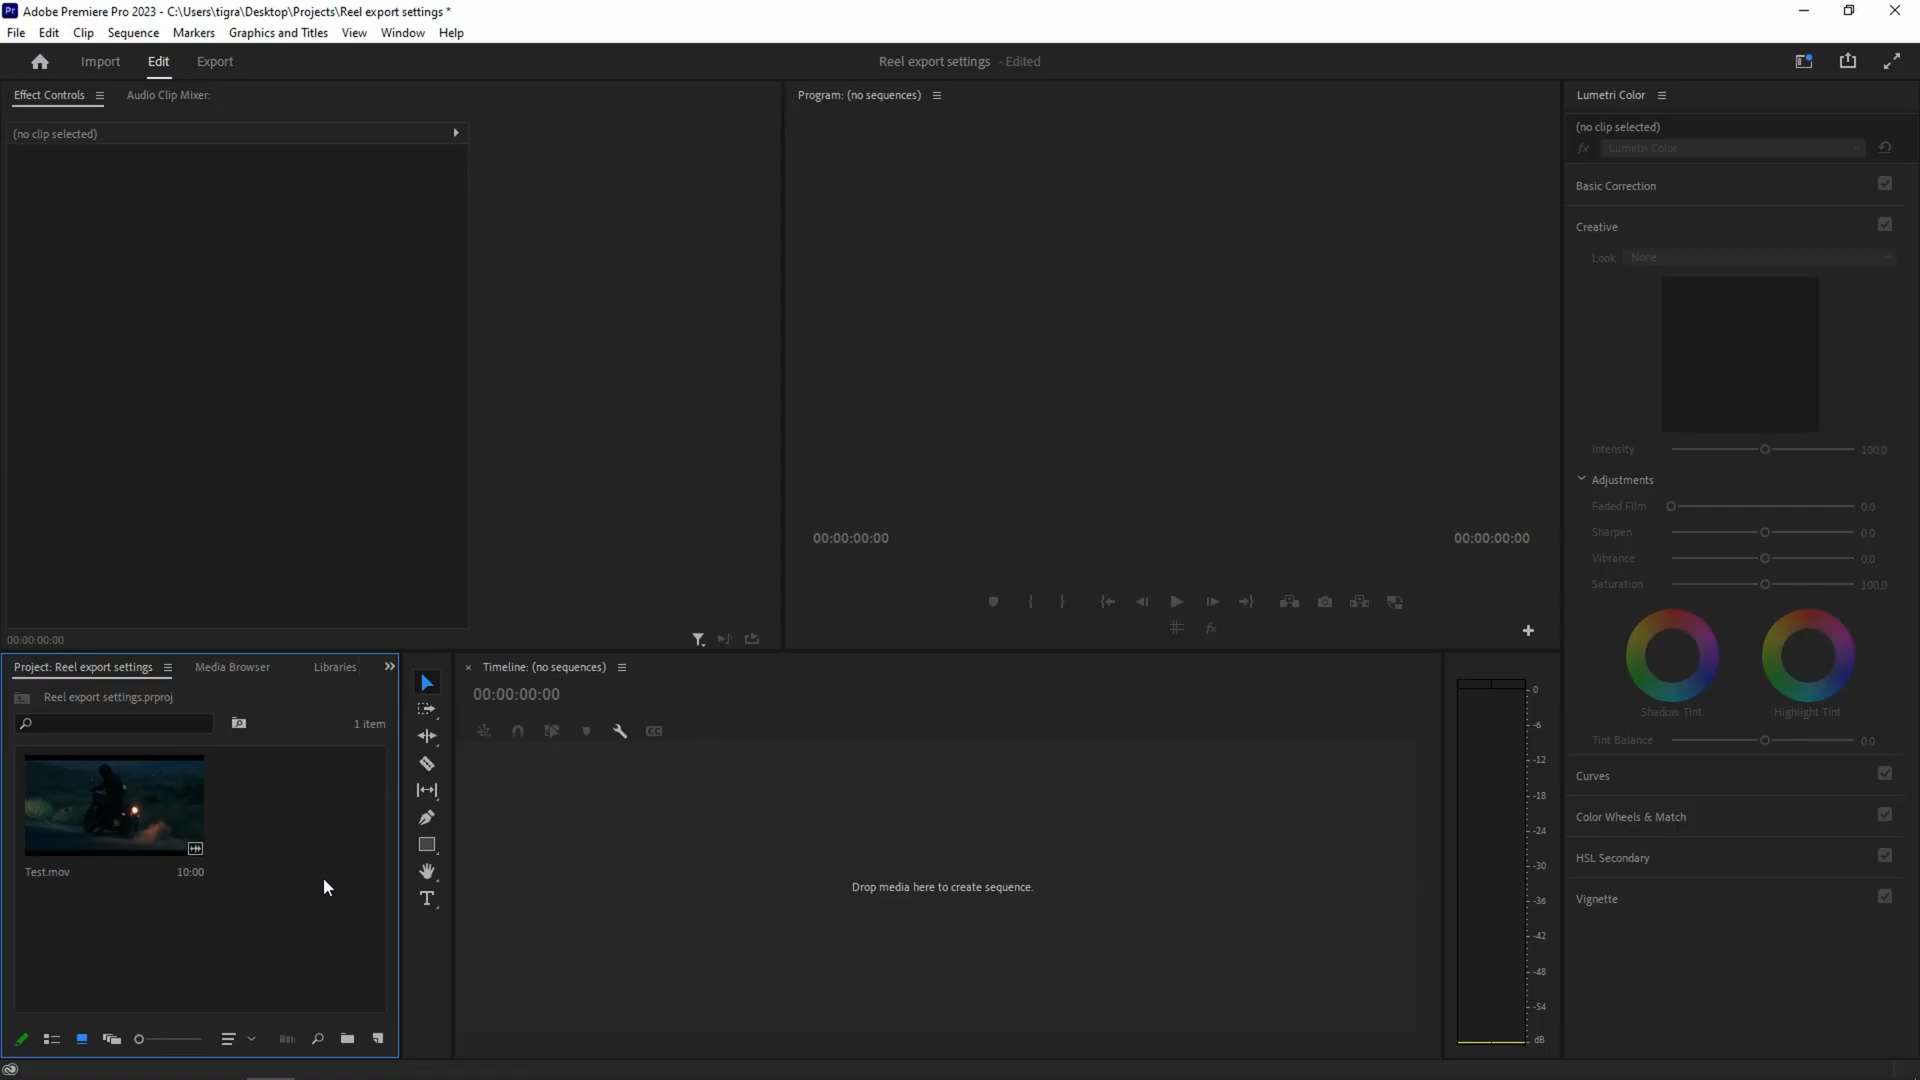 Pr Adobe Premiere Pro 2023 - C:\Users\tigra\Desktop\Projects\Reel export settings *
File Edit Clip Sequence Markers Graphics and Titles View Window Help
Import Edit Export Reel export settings - Edited
Effect Controls Audio Clip Mixer:
(no clip selected)
00:00:00:00
Program: (no sequences)
00:00:00:00 00:00:00:00
fx
Lumetri Color
(no clip selected)
fx Lumetri Color
Basic Correction
Creative
Look None
Intensity 100.0
Adjustments
Faded Film 0.0
Sharpen 0.0
Vibrance 0.0
Saturation 100.0
Shadow Tint Highlight Tint
Tint Balance 0.0
Curves
Color Wheels & Match
HSL Secondary
Vignette
Project: Reel export settings Media Browser Libraries
Reel export settings.prproj
1 item
Test.mov 10:00
T
Timeline: (no sequences)
00:00:00:00
CC
Drop media here to create sequence.
0
-6
-12
-18
-24
-30
-36
-42
-48
-54
dB